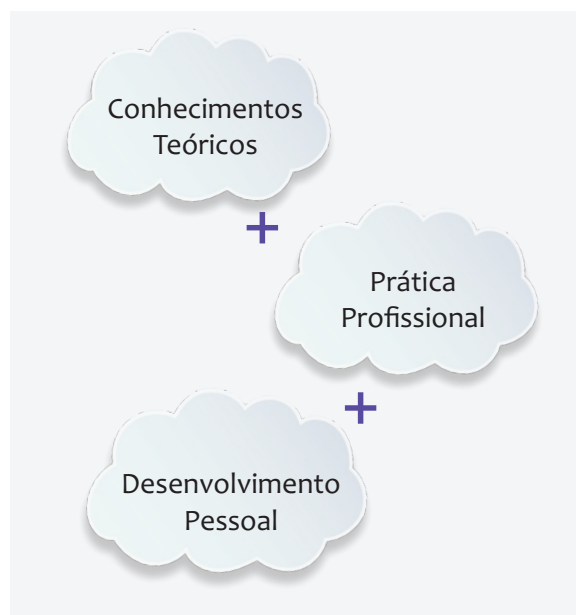 Conhecimentos
Teóricos
+
Prática
Profissional
+
Desenvolvimento
Pessoal